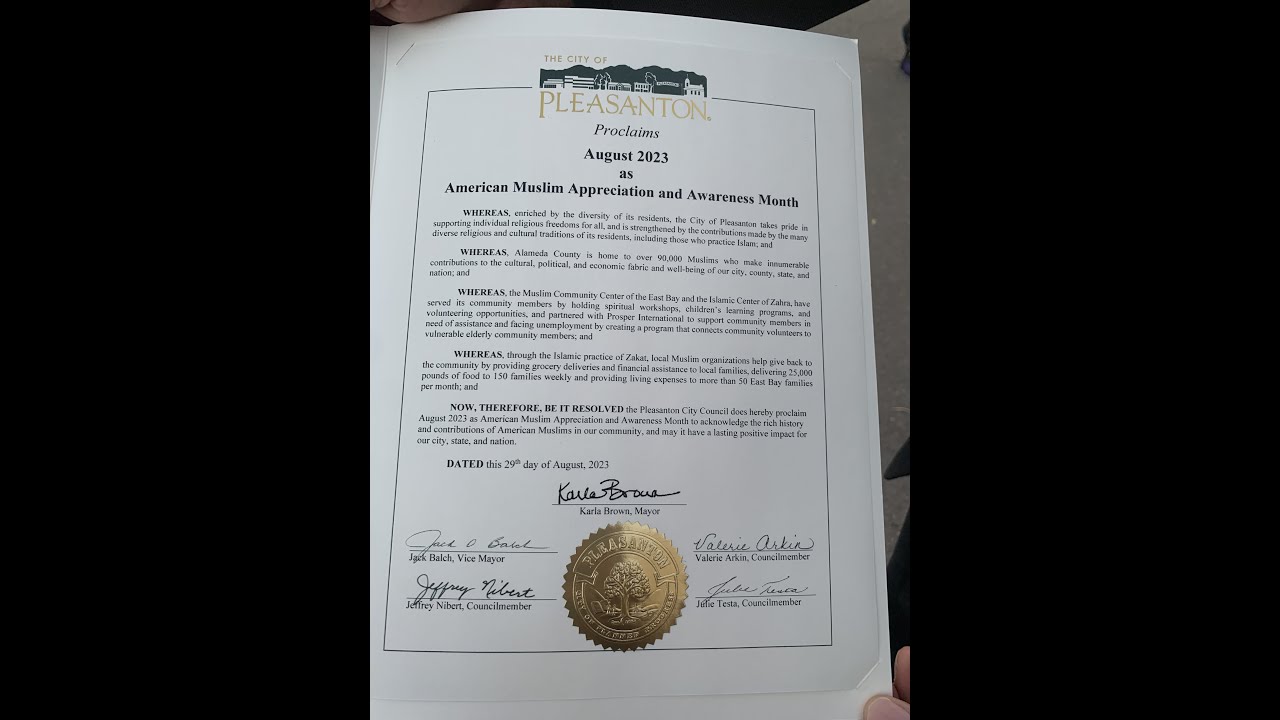 THE CITY OF
PLEASANTON®
Proclaims
August 2023
as
American Muslim Appreciation and Awareness Month
WHEREAS, enriched by the diversity of its residents, the City of Pleasanton takes pride in
supporting individual religious freedoms for all, and is strengthened by the contributions made by the many
diverse religious and cultural traditions of its residents, including those who practice Islam; and
WHEREAS, Alameda County is home to over 90,000 Muslims who make innumerable
contributions to the cultural, political, and economic fabric and well-being of our city, county, state, and
nation; and
WHEREAS, the Muslim Community Center of the East Bay and the Islamic Center of Zahra, have
served its community members by holding spiritual workshops, children's learning programs, and
volunteering opportunities, and partnered with Prosper International to support community members in
need of assistance and facing unemployment by creating a program that connects community volunteers to
vulnerable elderly community members; and
WHEREAS, through the Islamic practice of Zakat, local Muslim organizations help give back to
the community by providing grocery deliveries and financial assistance to local families, delivering 25,000
pounds of food to 150 families weekly and providing living expenses to more than 50 East Bay families
per month; and
NOW, THEREFORE, BE IT RESOLVED the Pleasanton City Council does hereby proclaim
August 2023 as American Muslim Appreciation and Awareness Month to acknowledge the rich history
and contributions of American Muslims in our community, and may it have a lasting positive impact for
our city, state, and nation.
DATED this 29th day of August, 2023
Karla Brown
Karla Brown, Mayor
Jack O Balch
Jack Balch, Vice Mayor
Valerie Arkin
Valerie Arkin, Councilmember
Jeffrey Nibert
Jeffrey Nibert, Councilmember
Julie Testa
Julie Testa, Councilmember
PLEASANTON
CITY OF PLANNED PROGRESS